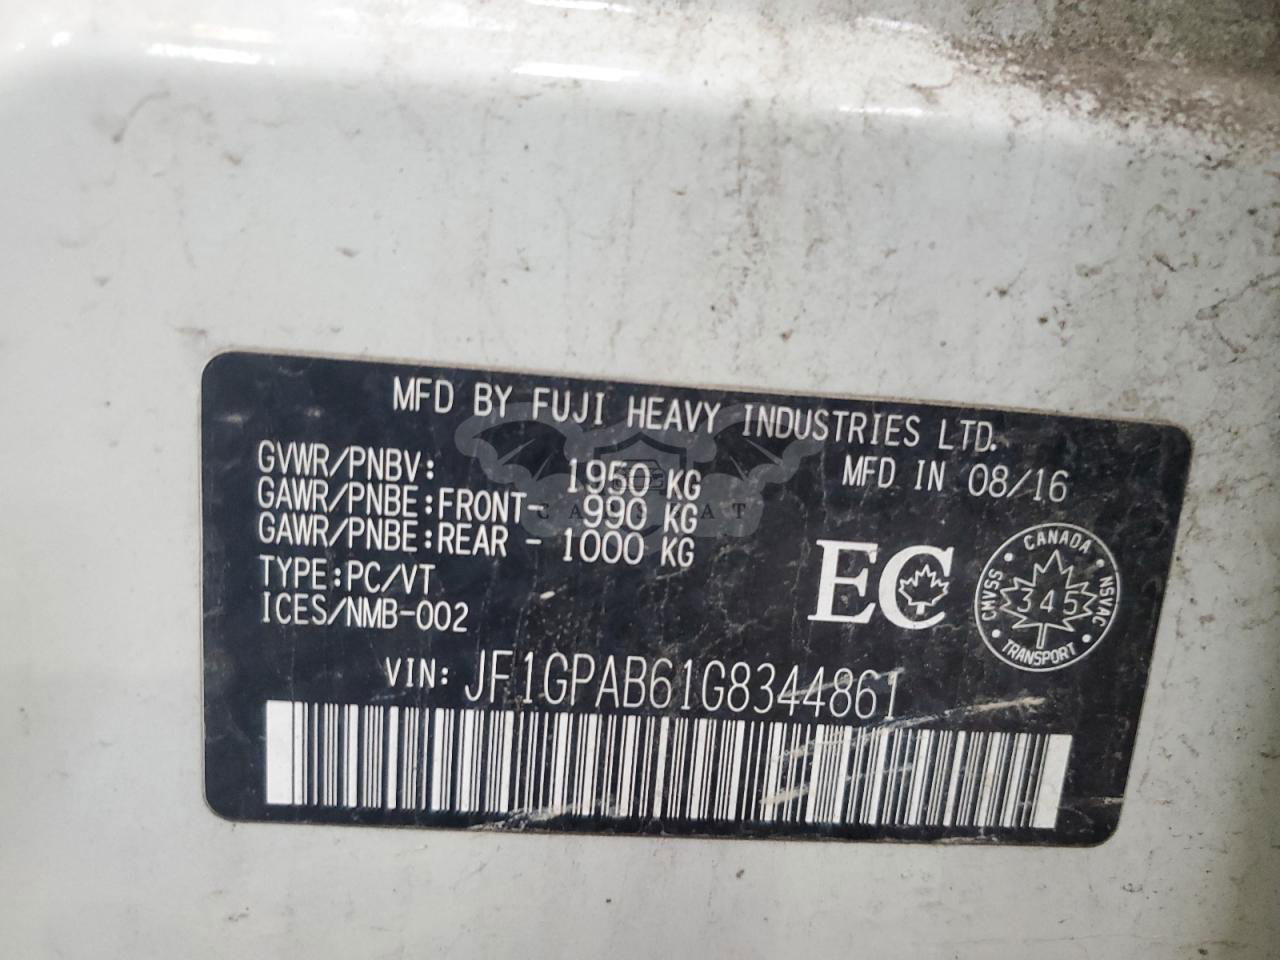 MFD BY FUJI HEAVY INDUSTRIES LTD.
GVWR/PNBV: 1950 KG
MFD IN 08/16
GAWR/PNBE:FRONT- 990 KG
GAWR/PNBE:REAR - 1000 KG
TYPE:PC/VT
ICES/NMB-002
EC
CANADA
CMVSS 345 NSVAC
TRANSPORT
VIN: JF1GPAB61G8344861